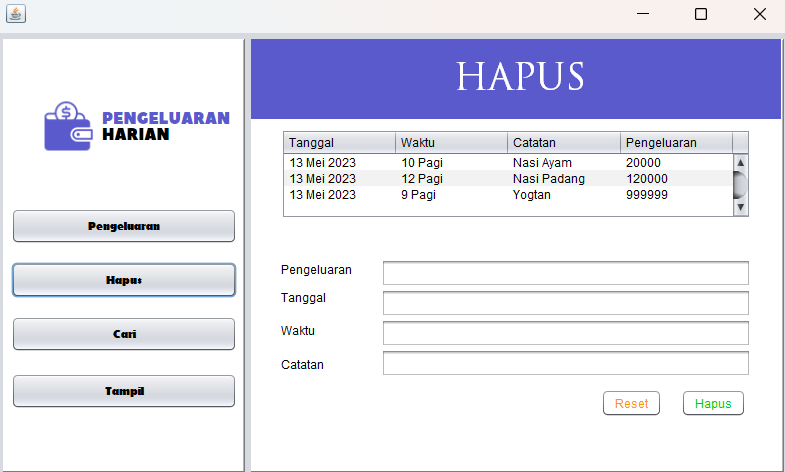 PENGELUARAN
HARIAN
Pengeluaran
Hapus
Cari
Tampil
HAPUS
Tanggal Waktu Catatan Pengeluaran
13 Mei 2023 10 Pagi Nasi Ayam 20000
13 Mei 2023 12 Pagi Nasi Padang 120000
13 Mei 2023 9 Pagi Yogtan 999999
Pengeluaran
Tanggal
Waktu
Catatan
Reset Hapus